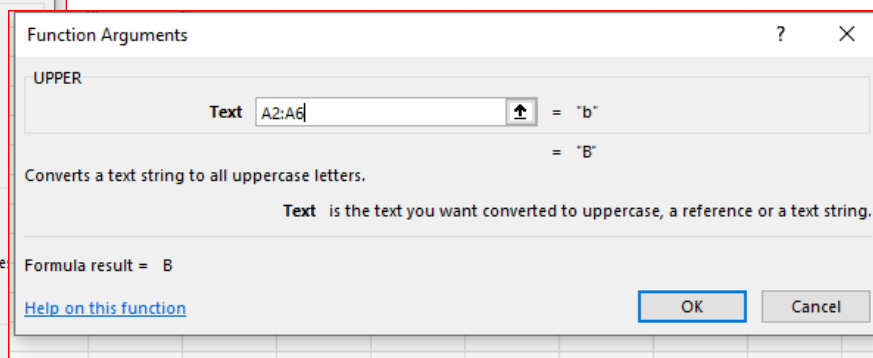 Function Arguments ? ×
UPPER
Text A2:A6 = "b"
= "B"
Converts a text string to all uppercase letters.
Text is the text you want converted to uppercase, a reference or a text string.
Formula result = B
Help on this function OK Cancel